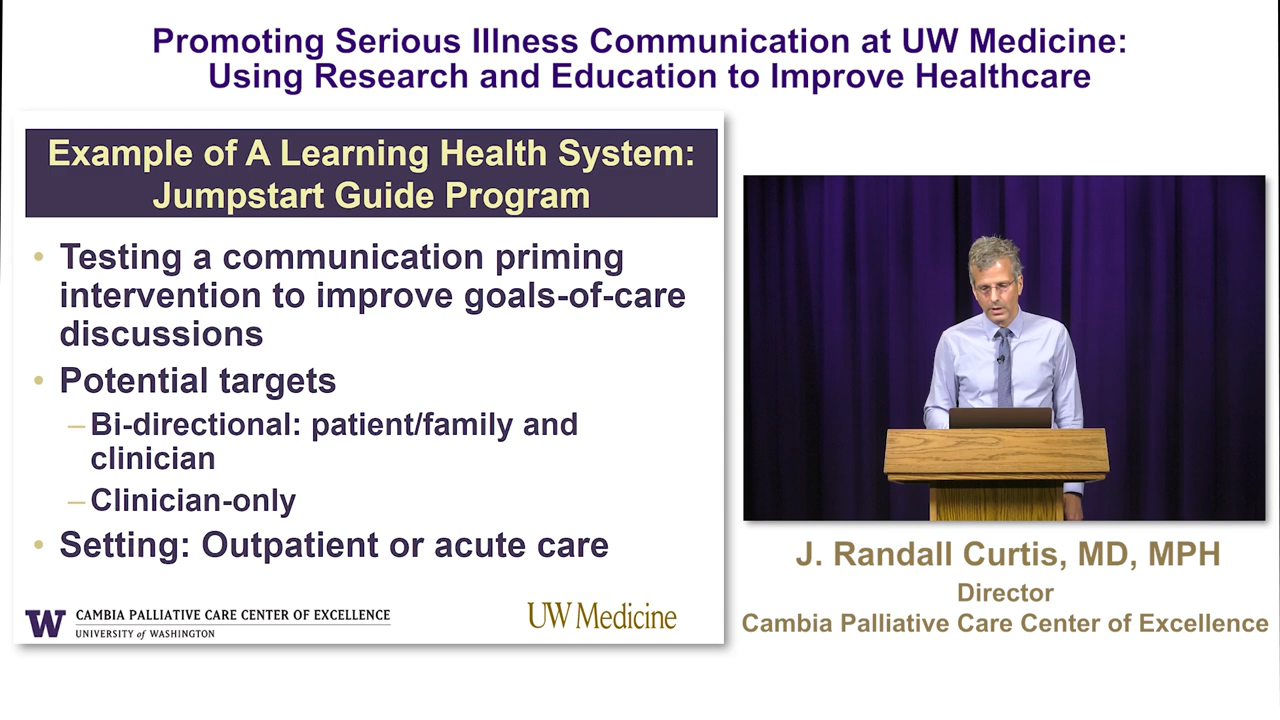 Promoting Serious Illness Communication at UW Medicine:
Using Research and Education to Improve Healthcare
Example of A Learning Health System:
Jumpstart Guide Program
• Testing a communication priming
intervention to improve goals-of-care
discussions
• Potential targets
– Bi-directional: patient/family and
clinician
– Clinician-only
• Setting: Outpatient or acute care
W CAMBIA PALLIATIVE CARE CENTER OF EXCELLENCE
UNIVERSITY of WASHINGTON
UW Medicine
J. Randall Curtis, MD, MPH
Director
Cambia Palliative Care Center of Excellence